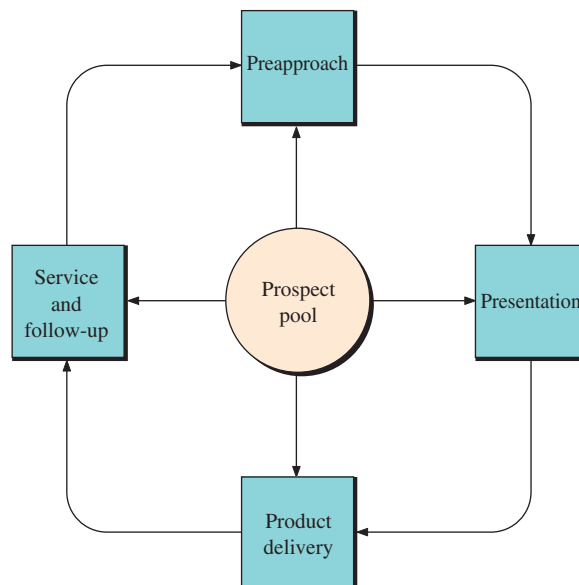 Preapproach
Service
and
follow-up
Prospect
pool
Presentation
Product
delivery